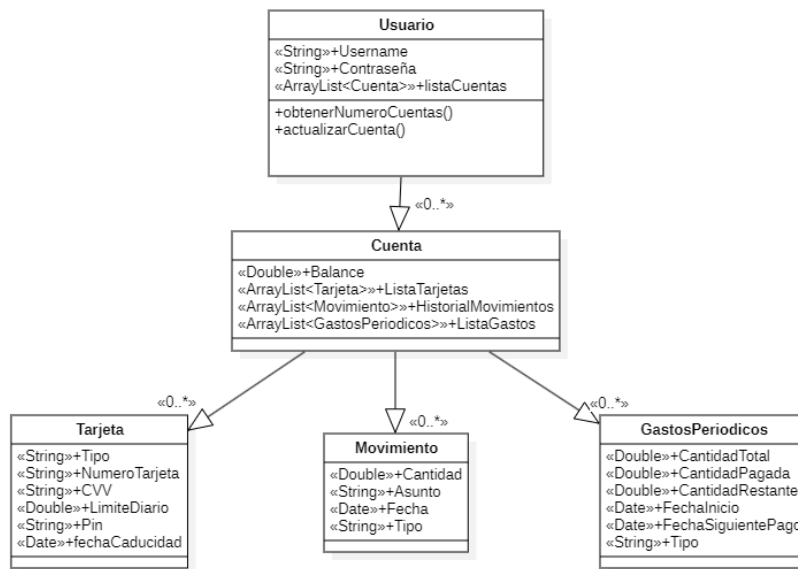 Usuario
«String»+Username
«String»+Contraseña
«ArrayList<Cuenta>»+listaCuentas
+obtenerNumeroCuentas()
+actualizarCuenta()
«0..*»
Cuenta
«Double»+Balance
«ArrayList<Tarjeta>»+ListaTarjetas
«ArrayList<Movimiento>»+HistorialMovimientos
«ArrayList<GastosPeriodicos>»+ListaGastos
«0..*»
«0..*»
«0..*»
Tarjeta
«String»+Tipo
«String»+NumeroTarjeta
«String»+CVV
«Double»+LimiteDiario
«String»+Pin
«Date»+fechaCaducidad
Movimiento
«Double»+Cantidad
«String»+Asunto
«Date»+Fecha
«String»+Tipo
GastosPeriodicos
«Double»+CantidadTotal
«Double»+CantidadPagada
«Double»+CantidadRestante
«Date»+FechaInicio
«Date»+FechaSiguientePago
«String»+Tipo